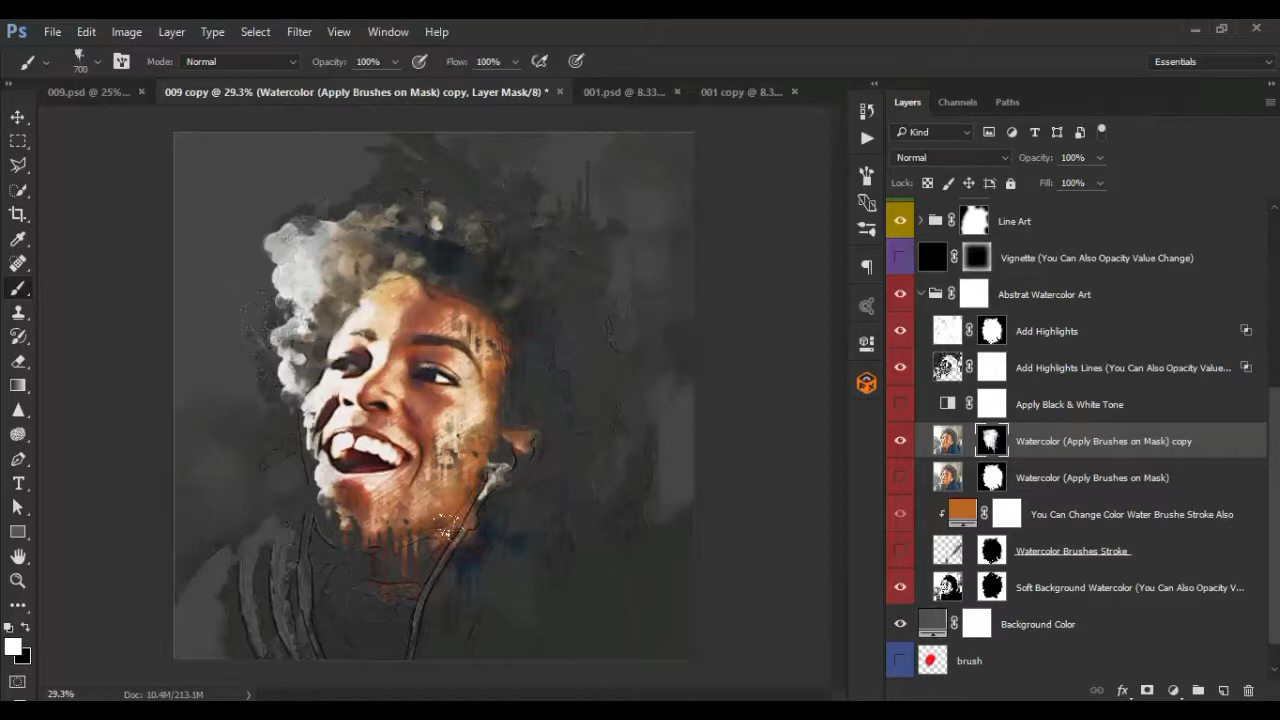 Ps File Edit Image Layer Type Select Filter View Window Help
700 Mode: Normal Opacity: 100% Flow: 100% Essentials
009.psd @ 25%... × 009 copy @ 29.3% (Watercolor (Apply Brushes on Mask) copy, Layer Mask/8) * × 001.psd @ 8.33... × 001 copy @ 8.3... ×
Layers Channels Paths
Kind
Normal Opacity: 100%
Lock: Fill: 100%
Line Art
Vignette (You Can Also Opacity Value Change)
Abstrat Watercolor Art
Add Highlights
Add Highlights Lines (You Can Also Opacity Value...
Apply Black & White Tone
Watercolor (Apply Brushes on Mask) copy
Watercolor (Apply Brushes on Mask)
You Can Change Color Water Brushe Stroke Also
Watercolor Brushes Stroke
Soft Background Watercolor (You Can Also Opacity V...
Background Color
brush
29.3% Doc: 10.4M/213.1M